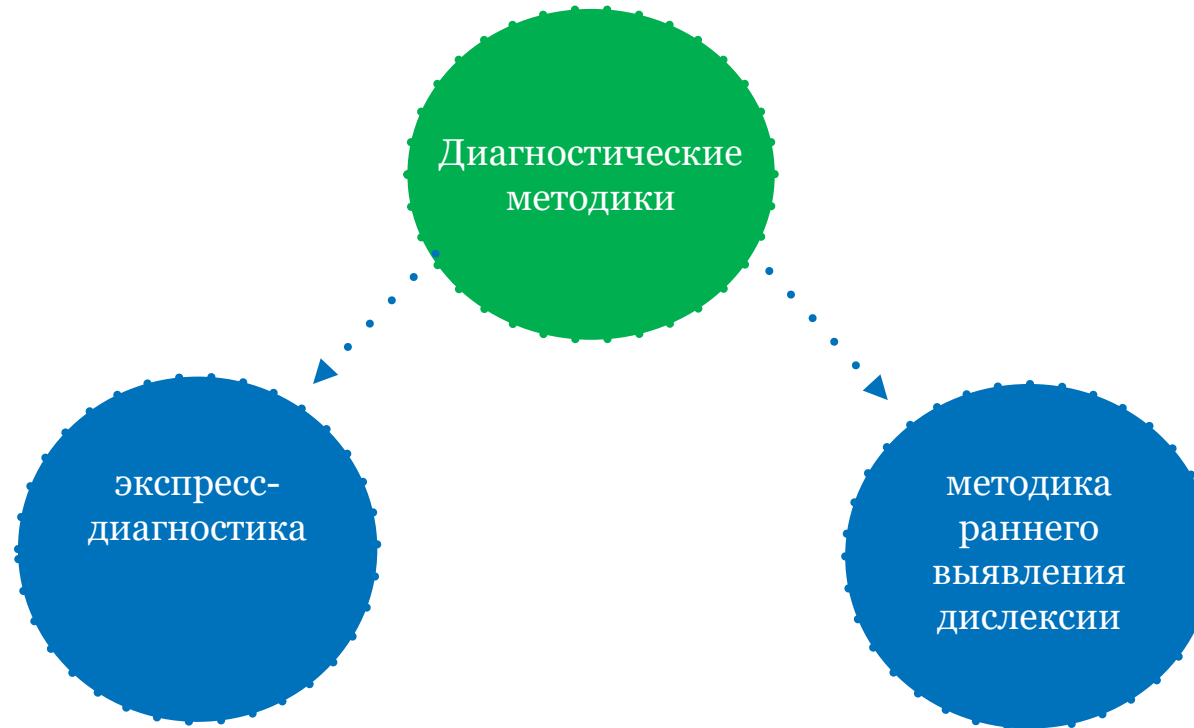 Диагностические
методики
экспресс-
диагностика
методика
раннего
выявления
дислексии